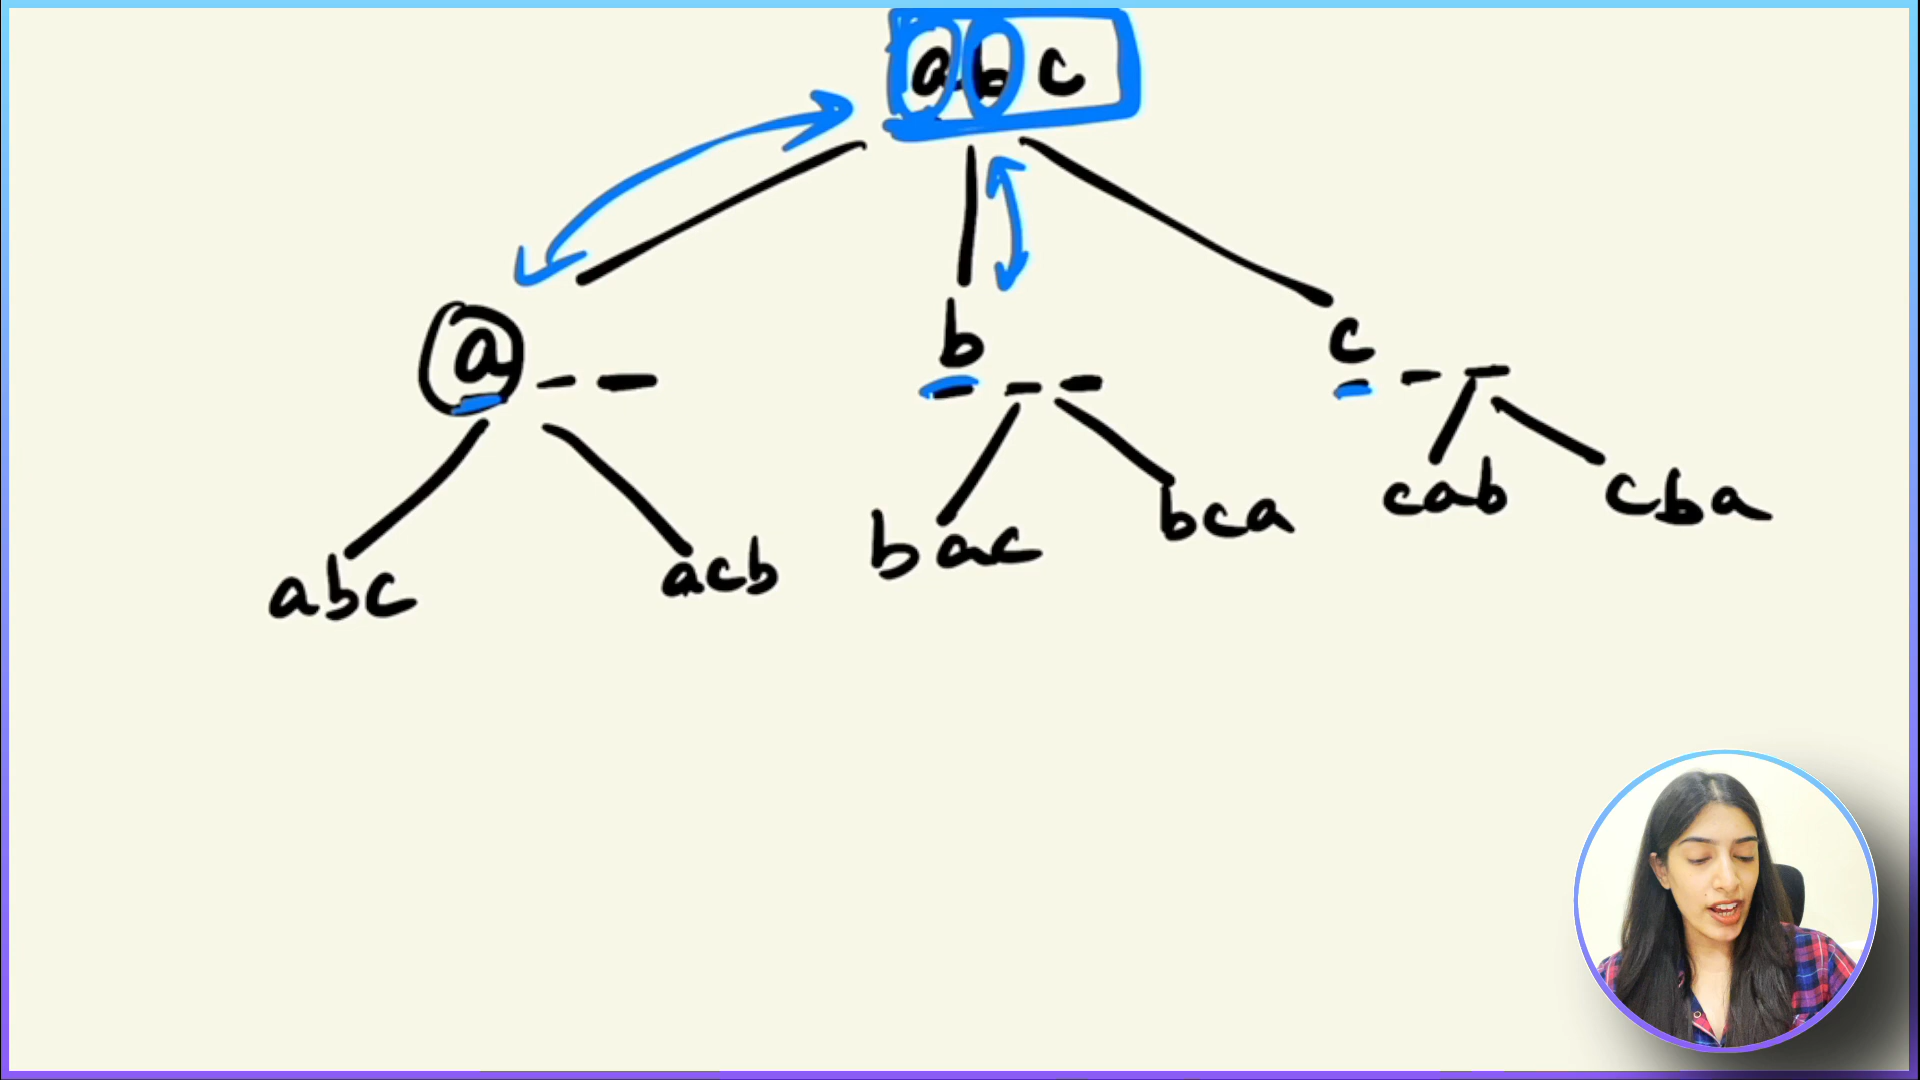 abc
a _ _
b _ _
c _ _
abc
acb
bac
bca
cab
cba